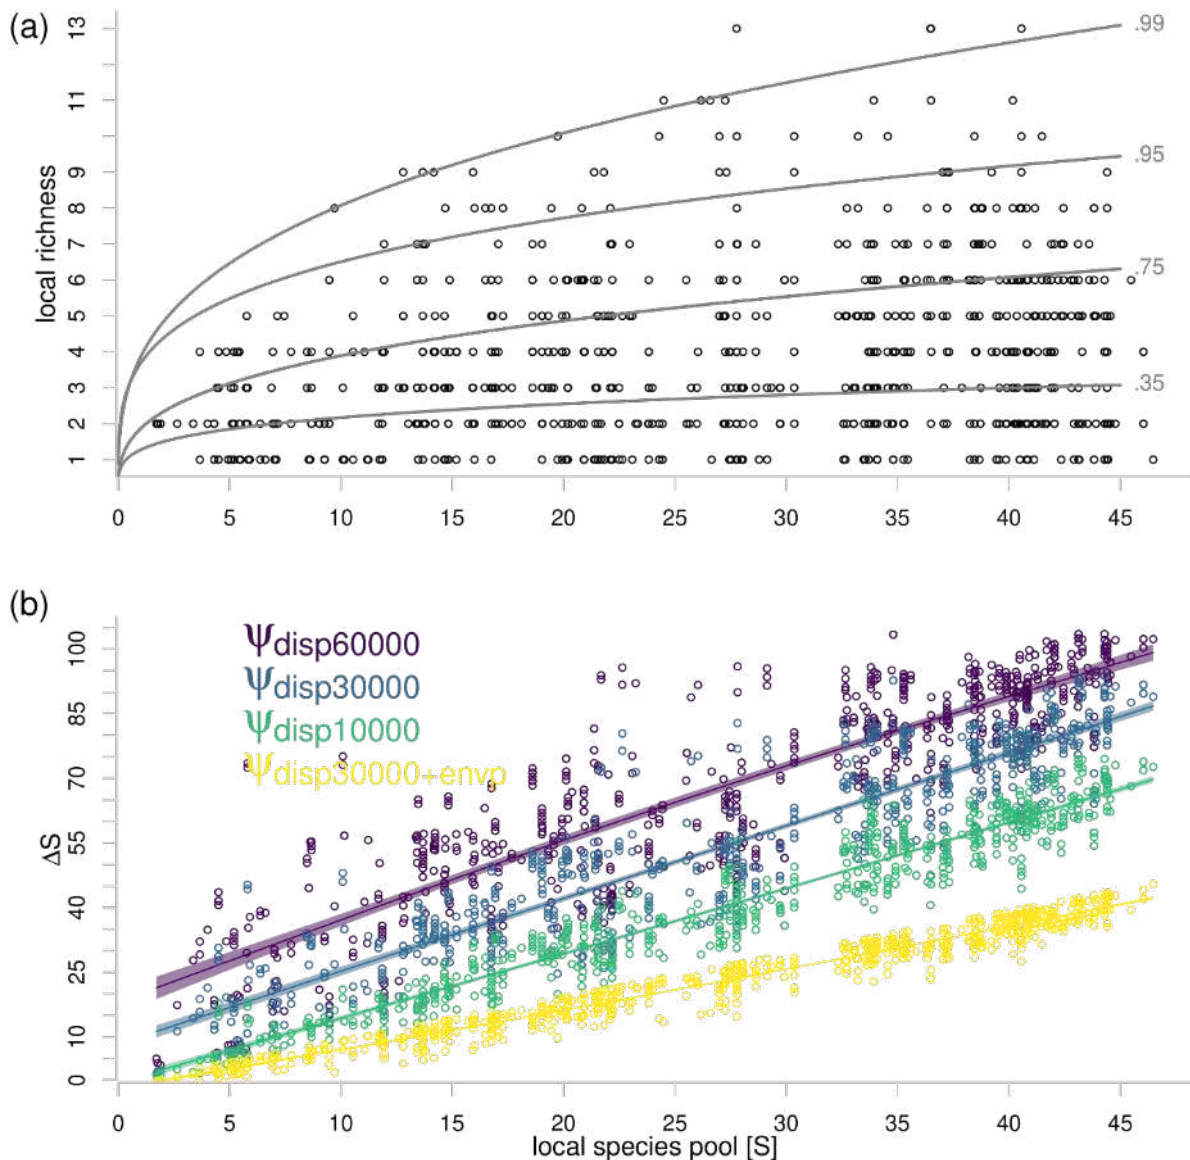 (a)
local richness
13
11
9
8
7
6
5
4
3
2
1
.99
.95
.75
.35
0 5 10 15 20 25 30 35 40 45
(b)
ΔS
100
85
70
55
40
25
10
0
Ψdisp60000
Ψdisp30000
Ψdisp10000
Ψdisp30000+envp
0 5 10 15 20 25 30 35 40 45
local species pool [S]